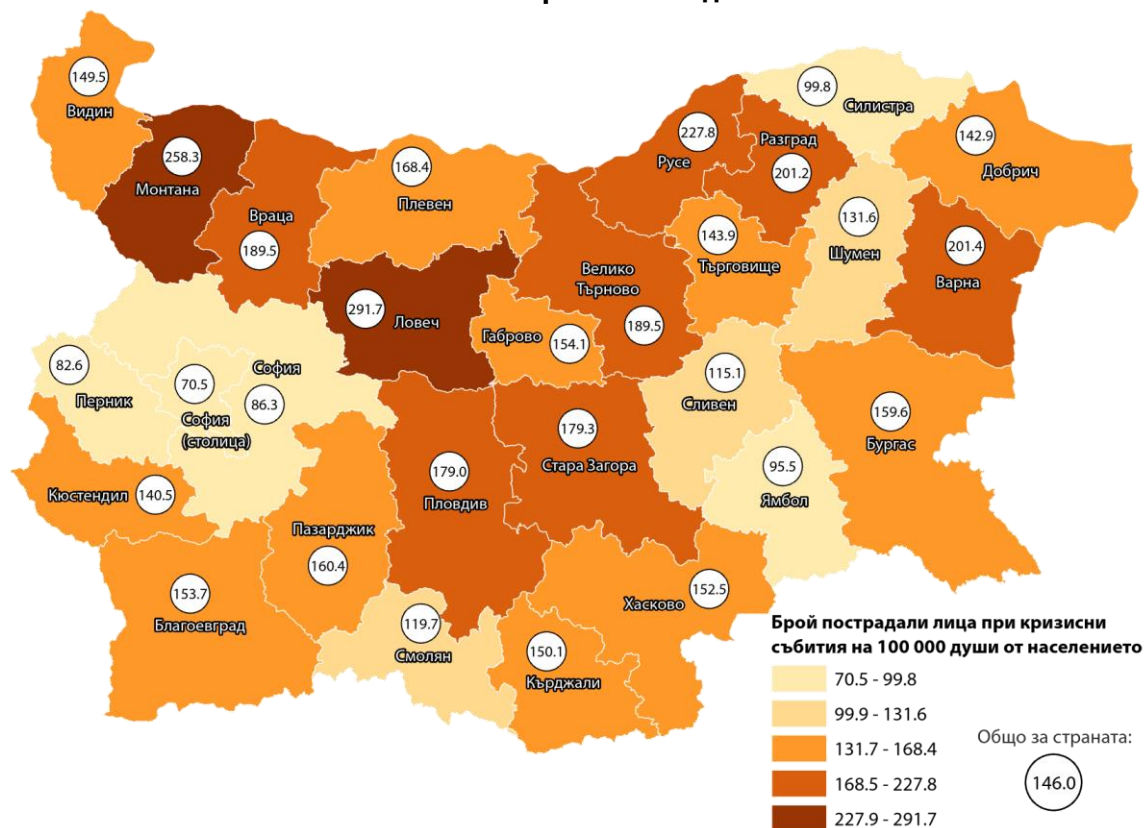 149.5
Видин
258.3
Монтана
Враца
189.5
168.4
Плевен
291.7
Ловеч
Габрово
154.1
Велико
Търново
189.5
227.8
Русе
Разград
201.2
99.8
Силистра
142.9
Добрич
143.9
Търговище
131.6
Шумен
201.4
Варна
82.6
Перник
70.5
София
(столица)
София
86.3
Кюстендил
140.5
153.7
Благоевград
Пазарджик
160.4
179.0
Пловдив
179.3
Стара Загора
115.1
Сливен
95.5
Ямбол
159.6
Бургас
119.7
Смолян
150.1
Кърджали
Хасково
152.5
Брой пострадали лица при кризисни
събития на 100 000 души от населението
70.5 - 99.8
99.9 - 131.6
131.7 - 168.4
168.5 - 227.8
227.9 - 291.7
Общо за страната:
146.0